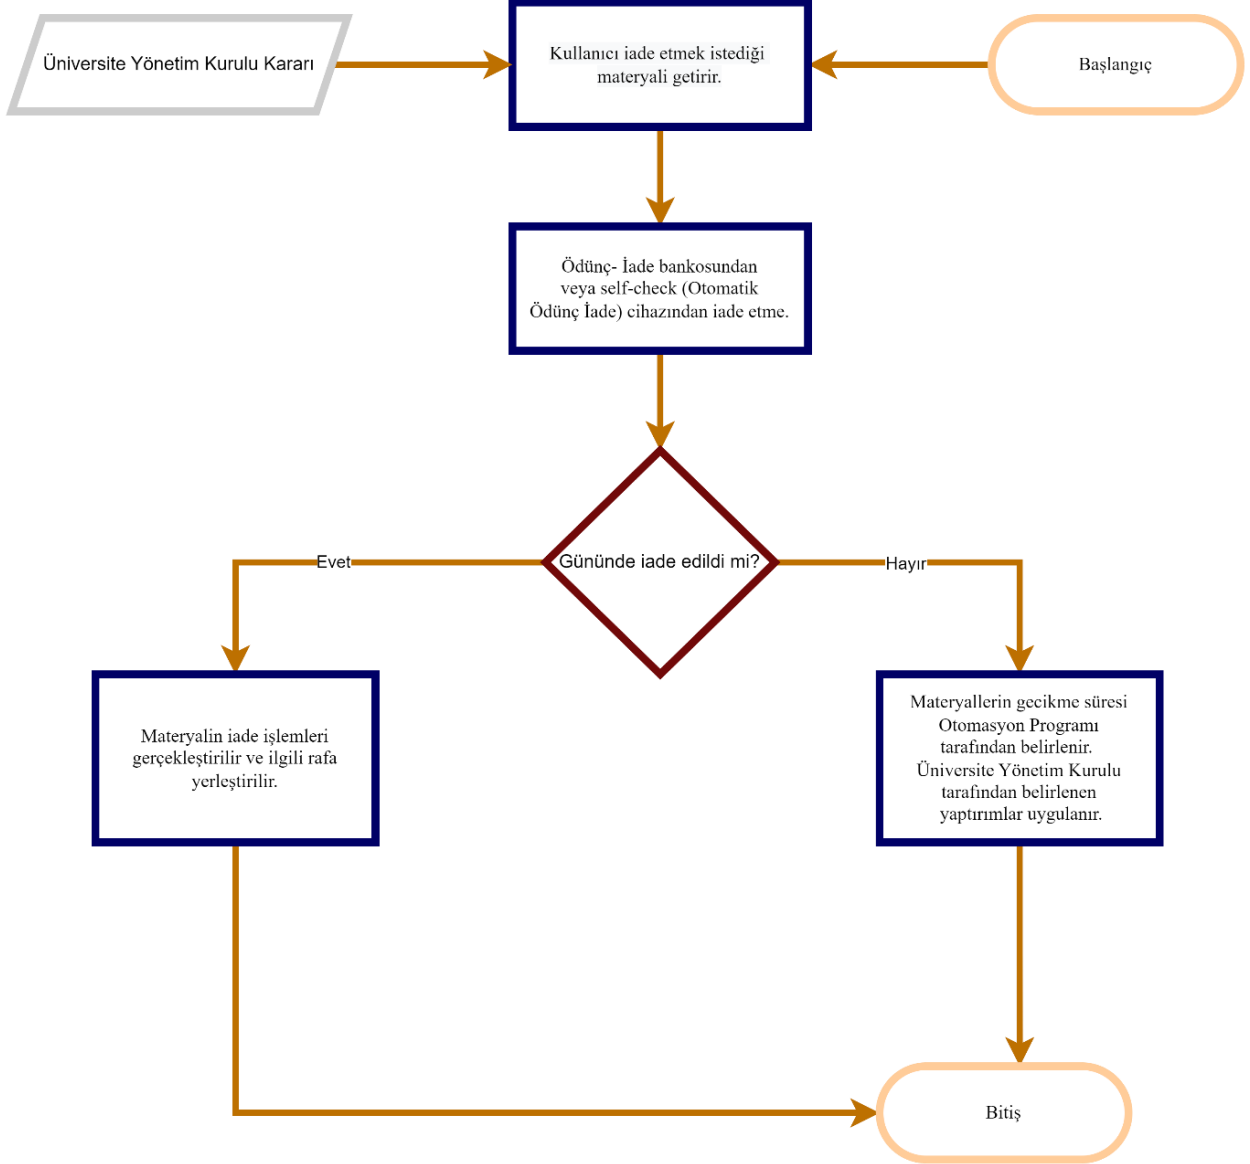 Üniversite Yönetim Kurulu Kararı
Kullanıcı iade etmek istediği
materyali getirir.
Başlangıç
Ödünç- İade bankosundan
veya self-check (Otomatik
Ödünç İade) cihazından iade etme.
Gününde iade edildi mi?
Evet
Hayır
Materyalin iade işlemleri
gerçekleştirilir ve ilgili rafa
yerleştirilir.
Materyallerin gecikme süresi
Otomasyon Programı
tarafından belirlenir.
Üniversite Yönetim Kurulu
tarafından belirlenen
yaptırımlar uygulanır.
Bitiş